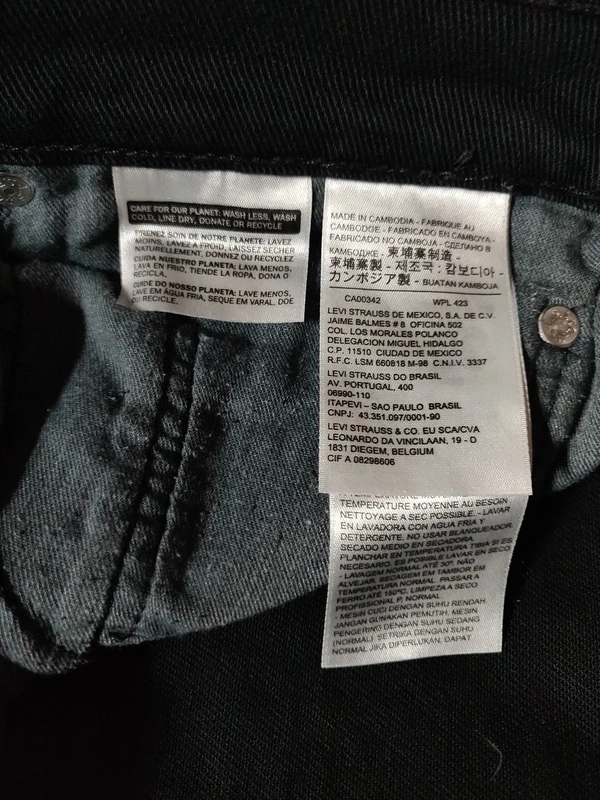 CARE FOR OUR PLANET: WASH LESS, WASH
COLD, LINE DRY, DONATE OR RECYCLE
PRENEZ SOIN DE NOTRE PLANETE: LAVEZ
MOINS, LAVEZ A FROID, LAISSEZ SECHER
NATURELLEMENT, DONNEZ OU RECYCLEZ
CUIDA NUESTRO PLANETA: LAVA MENOS,
LAVA EN FRIO, TIENDE LA ROPA, DONA O
RECICLA.
CUIDE DO NOSSO PLANETA: LAVE MENOS,
LAVE EM ÁGUA FRIA, SEQUE EM VARAL, DOE
OU RECICLE.
MADE IN CAMBODIA - FABRIQUE AU
CAMBODGE - FABRICADO EN CAMBOYA -
FABRICADO NO CAMBOJA - СДЕЛАНО В
КАМБОДЖЕ - 柬埔寨制造 -
柬埔寨製 - 제조국 : 캄보디아 -
カンボジア製 - BUATAN KAMBOJA
CA00342 WPL 423
LEVI STRAUSS DE MEXICO, S.A. DE C.V.
JAIME BALMES # 8 OFICINA 502
COL. LOS MORALES POLANCO
DELEGACION MIGUEL HIDALGO
C.P. 11510 CIUDAD DE MEXICO
R.F.C. LSM 660818 M-98 C.N.I.V. 3337
LEVI STRAUSS DO BRASIL
AV. PORTUGAL, 400
06990-110
ITAPEVI – SAO PAULO BRASIL
CNPJ: 43.351.097/0001-90
LEVI STRAUSS & CO. EU SCA/CVA
LEONARDO DA VINCILAAN, 19 - D
1831 DIEGEM, BELGIUM
CIF A 08298606
TEMPERATURE MOYENNE AU BESOIN
NETTOYAGE A SEC POSSIBLE. - LAVAR
EN LAVADORA CON AGUA FRIA Y
DETERGENTE. NO USAR BLANQUEADOR.
SECADO MEDIO EN SECADORA.
PLANCHAR EN TEMPERATURA TIBIA SI ES
NECESARIO. ES POSIBLE LAVAR EN SECO
- LAVAGEM NORMAL ATÉ 30º. NÃO
ALVEJAR. SECAGEM EM TAMBOR EM
TEMPERATURA NORMAL. PASSAR A
FERRO ATÉ 150ºC. LIMPEZA A SECO
PROFISSIONAL P, NORMAL
- MESIN CUCI DENGAN SUHU RENDAH.
JANGAN GUNAKAN PEMUTIH. MESIN
PENGERING DENGAN SUHU SEDANG
(NORMAL). SETRIKA DENGAN SUHU
NORMAL JIKA DIPERLUKAN, DAPAT